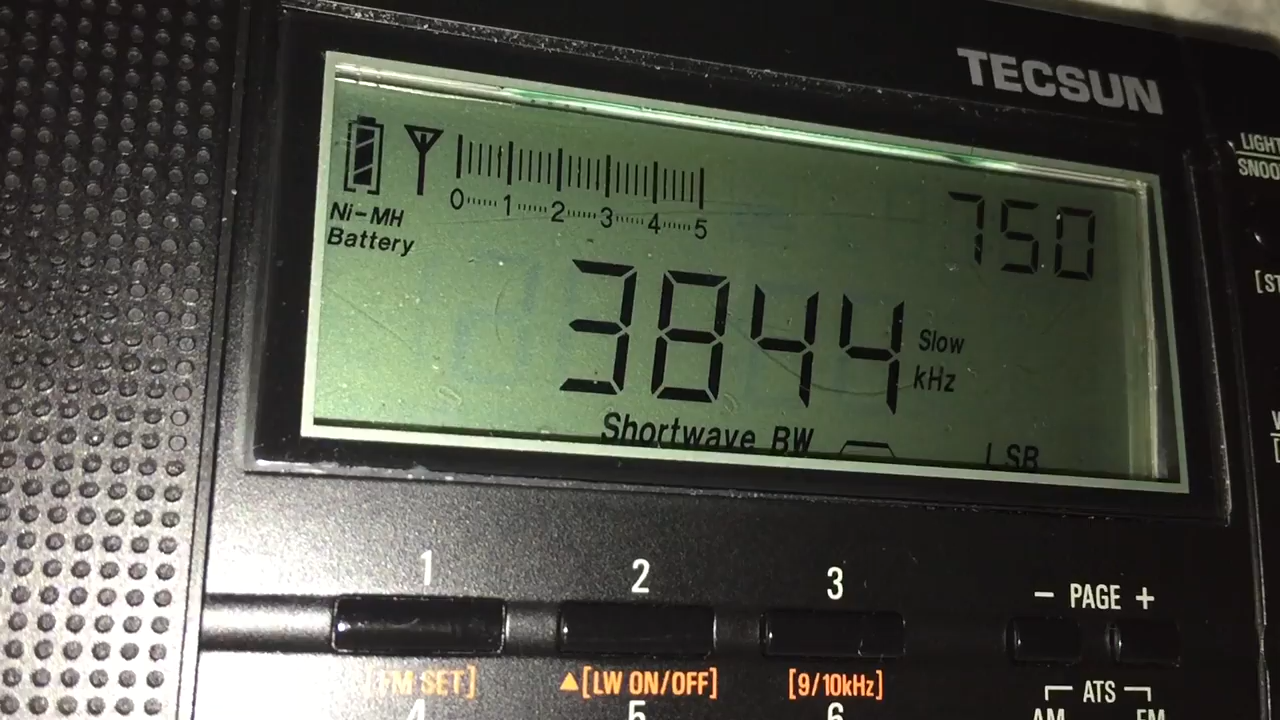 TECSUN
LIGHT
SNOO
0 1 2 3 4 5
750
Ni-MH
Battery
3844
Slow
kHz
[ST
Shortwave BW
LSB
1 2 3
− PAGE +
[FM SET] ▲[LW ON/OFF] [9/10kHz]
ATS
4 5 6 AM FM